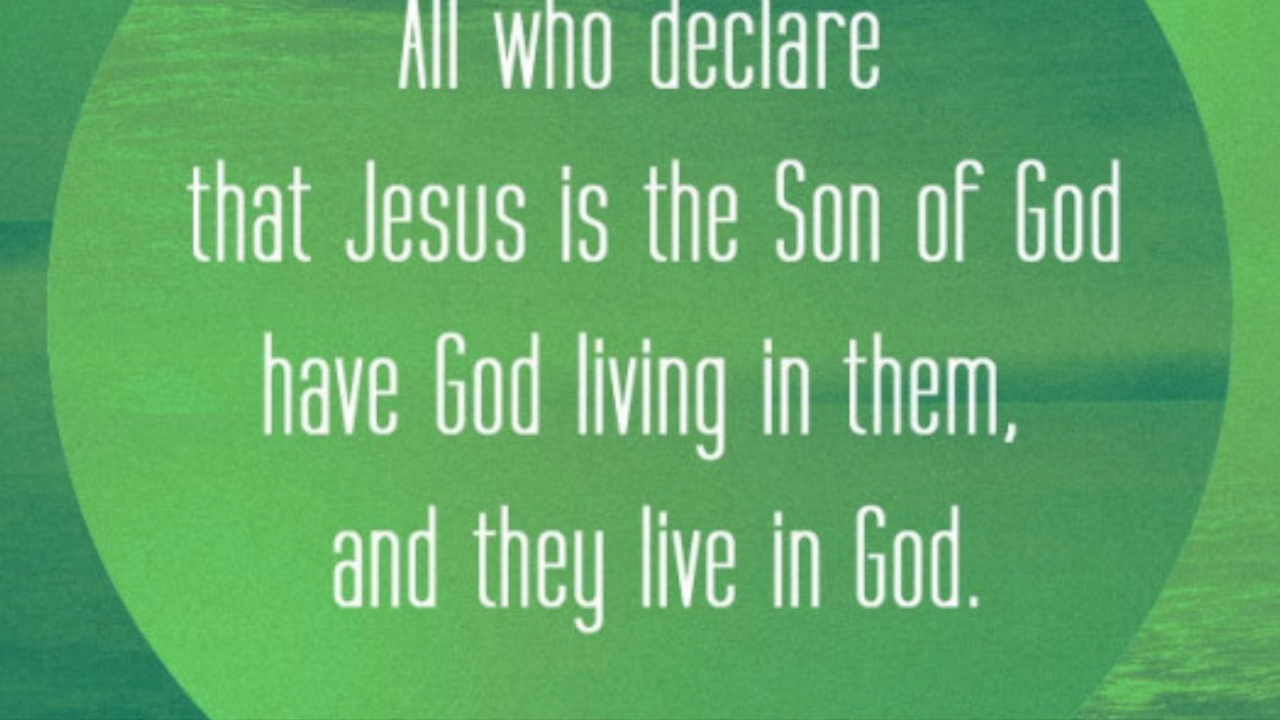 All who declare
that Jesus is the Son of God
have God living in them,
and they live in God.